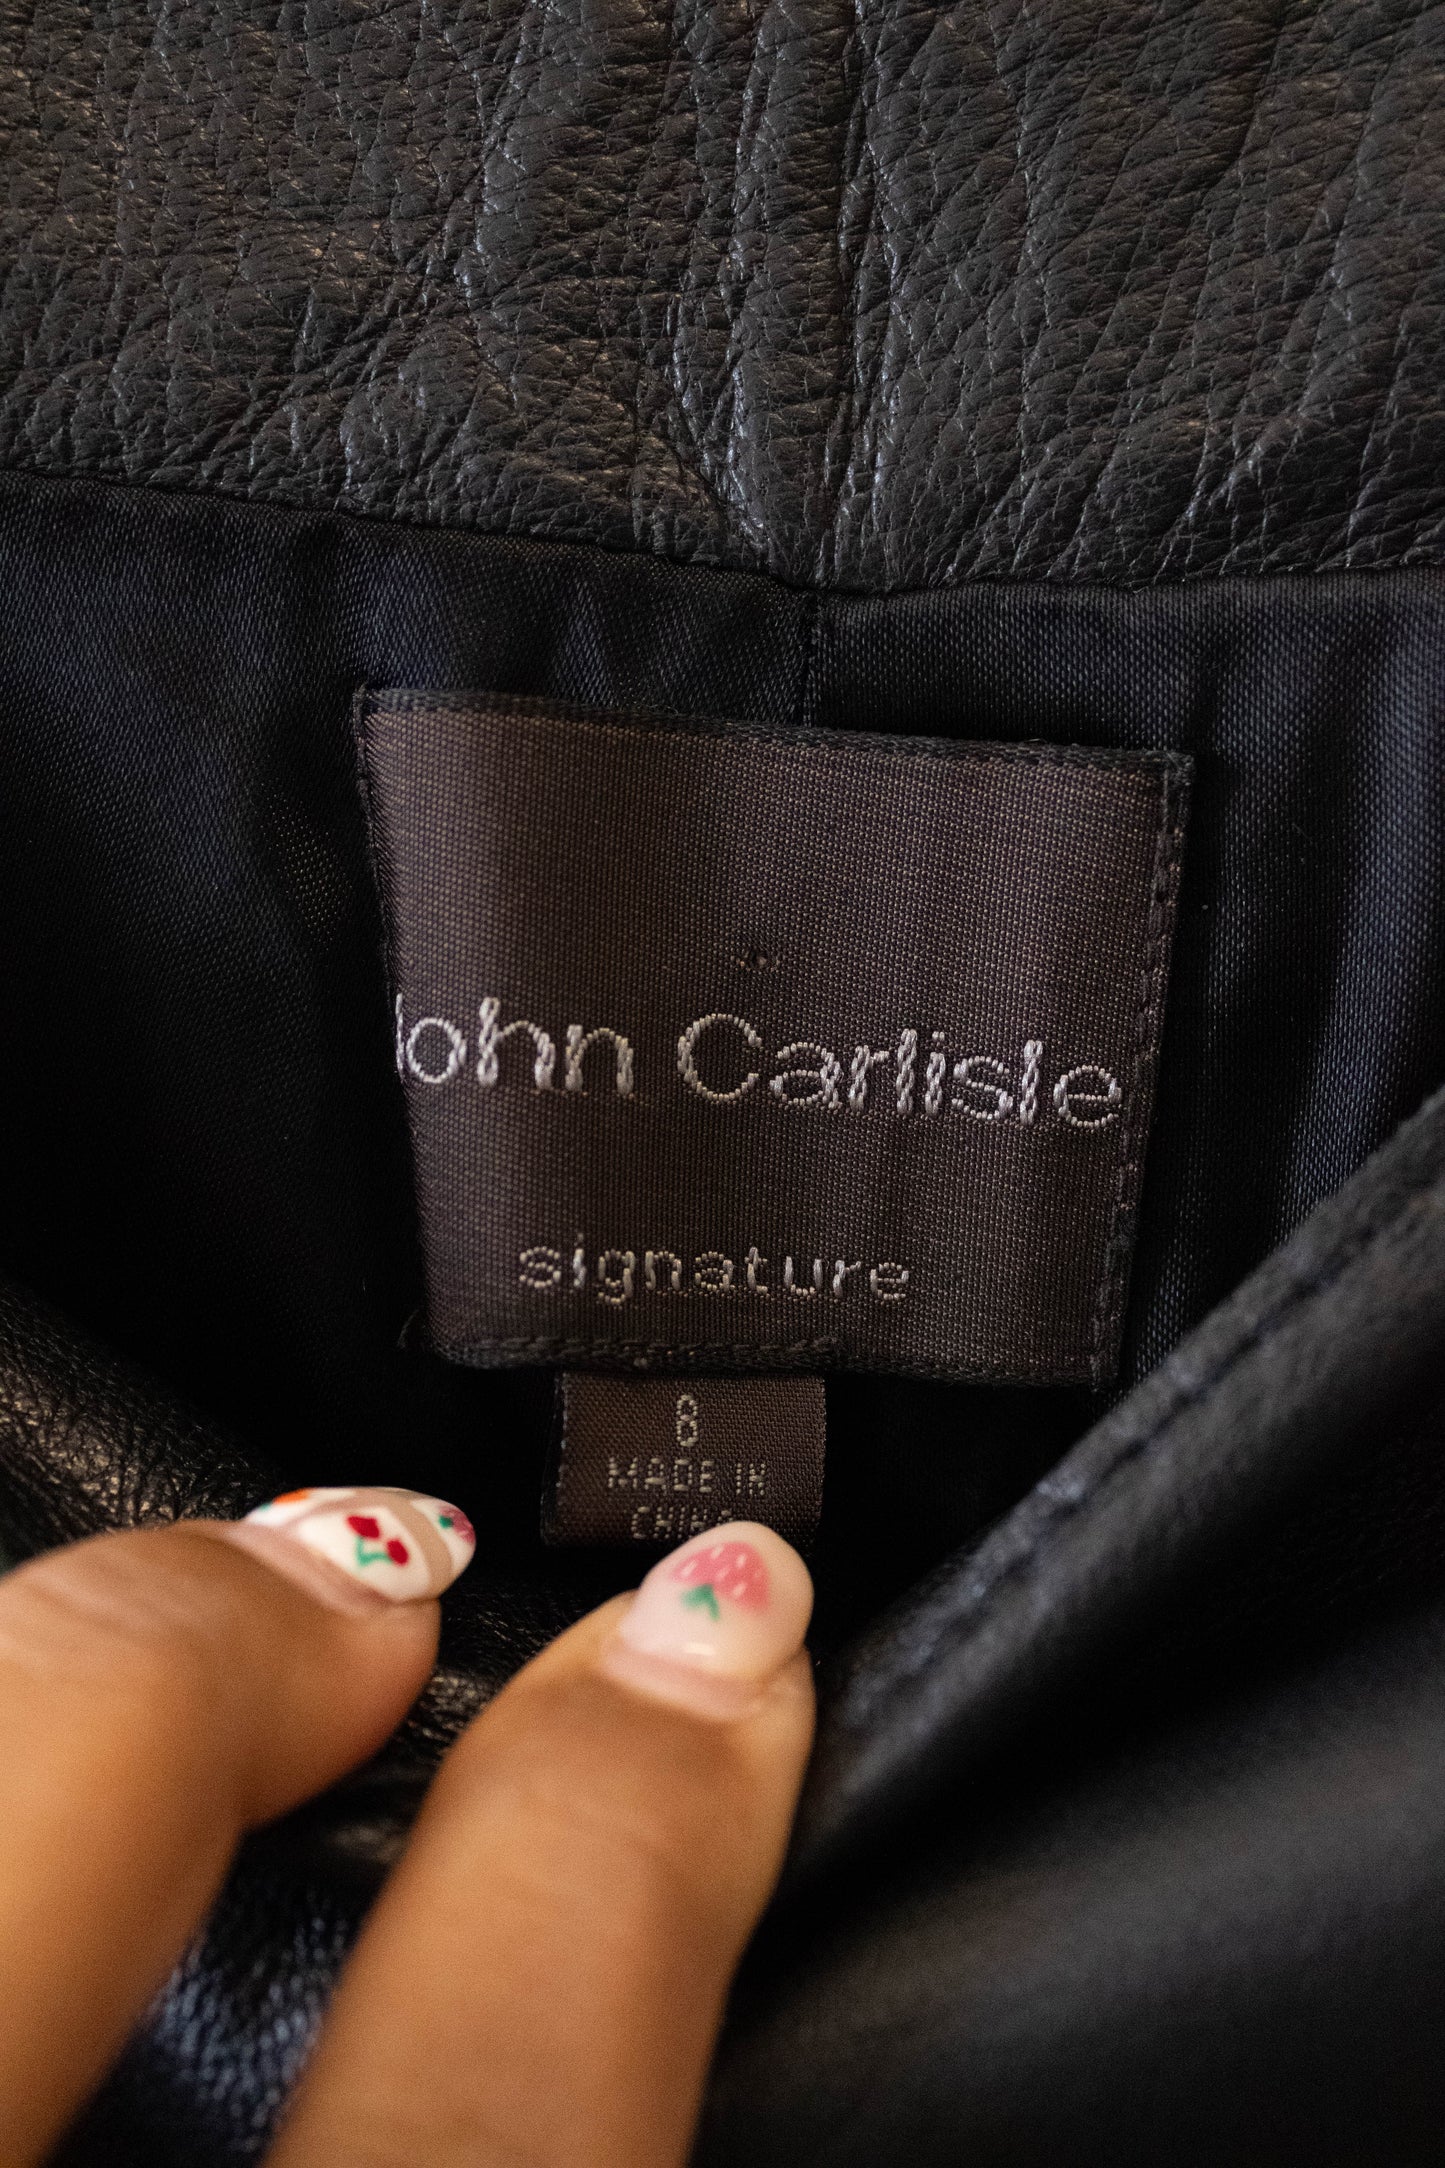 John Carlisle
signature
8
MADE IN
CHINA